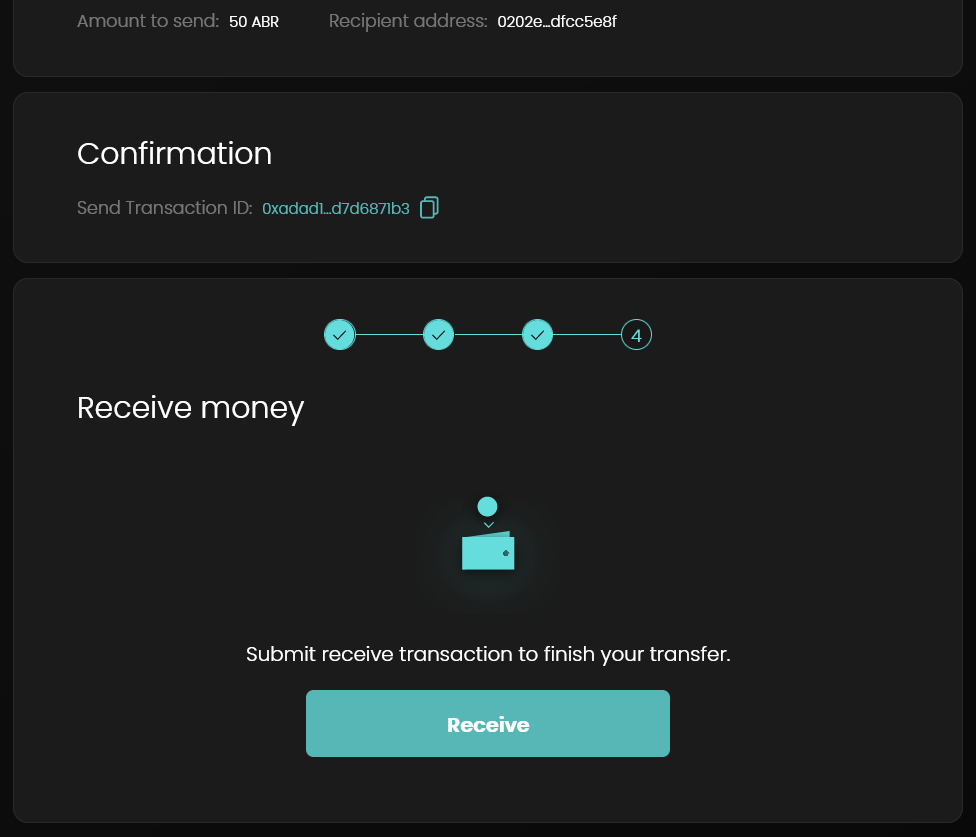 Amount to send: 50 ABR Recipient address: 0202e...dfcc5e8f
Confirmation
Send Transaction ID: 0xadad1...d7d6871b3
4
Receive money
Submit receive transaction to finish your transfer.
Receive